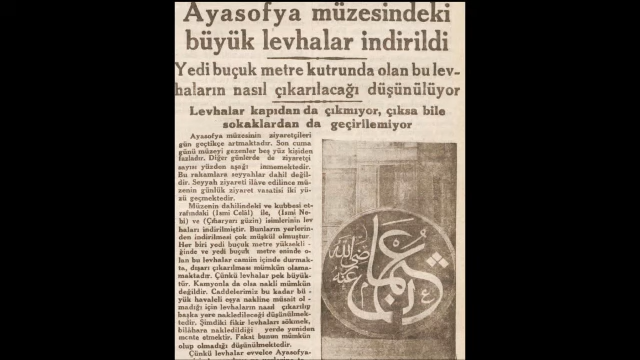 Ayasofya müzesindeki
büyük levhalar indirildi
Yedi buçuk metre kutrunda olan bu lev-
haların nasıl çıkarılacağı düşünülüyor
Levhalar kapıdan da çıkmıyor, çıksa bile
sokaklardan da geçirilemiyor
Ayasofya müzesinin ziyaretçileri
gün geçtikçe artmaktadır. Son cuma
günü müzeyi gezenler beş yüz kişiden
fazladır. Diğer günlerde de ziyaretçi
sayısı yüzden aşağı inmemektedir.
Bu rakamlara seyyahlar dahil değil-
dir. Seyyah ziyareti ilâve edilince mü-
zenin günlük ziyaret vasatisi iki yü-
zü geçmektedir.
Müzenin dahilindeki ve kubbesi et-
rafındaki (İsmi Celâl) ile, (İsmi Ne-
bi) ve (Çiharyarı güzin) isimlerinin lev
haları indirilmiştir. Bunların yerlerin-
den indirilmesi çok müşkül olmuştur.
Her biri yedi buçuk metre yüksekli -
ğinde ve yedi buçuk metre eninde o-
lan bu levhalar camiin içinde durmak-
ta, dışarı çıkarılması mümkün olama-
maktadır. Çünkü levhalar pek büyük-
tür. Kamyonla da olsa nakli mümkün
değildir. Caddelerimiz bu kadar bü -
yük havaleli eşya nakline müsait ol -
madığı için levhaların nasıl çıkarılıp
başka yere nakledileceği düşünülmek-
tedir. Şimdiki fikir levhaları sökmek,
bilâhara nakledildiği yerde yeniden
monte etmektir. Fakat bunun mümkün
olup olmadığı düşünülmektedir.
Çünkü levhalar evvelce Ayasofya-
عثمان
رضى الله
عنه